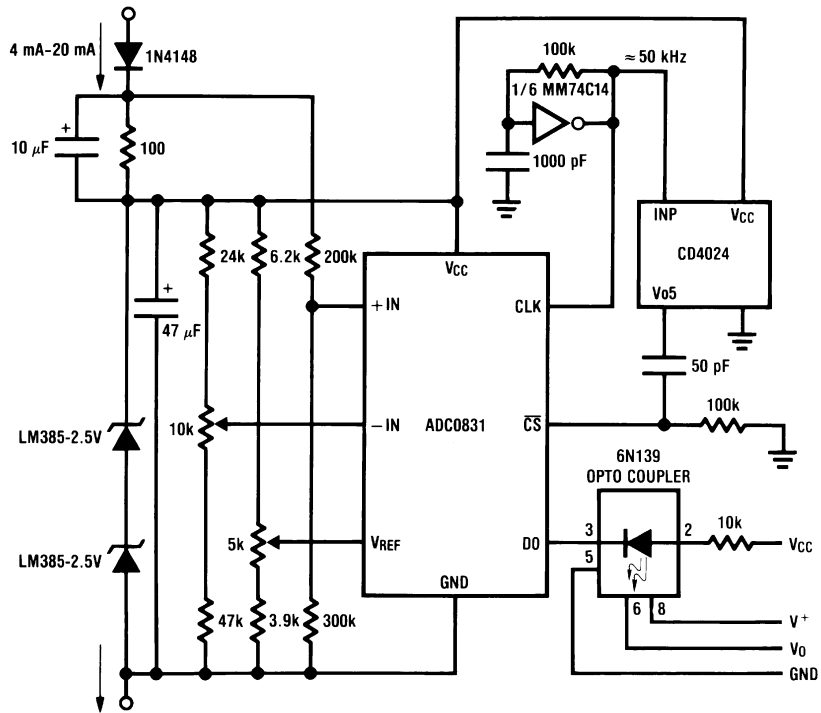 4 mA–20 mA
1N4148
100k
≈ 50 kHz
1/6 MM74C14
+
10 μF
100
1000 pF
INP
VCC
CD4024
Vo5
24k
6.2k
200k
VCC
+ IN
CLK
+
47 μF
50 pF
100k
LM385-2.5V
10k
– IN
ADC0831
CS
6N139
OPTO COUPLER
LM385-2.5V
5k
VREF
DO
3
2
10k
VCC
5
GND
6
8
V+
47k
3.9k
300k
VO
GND